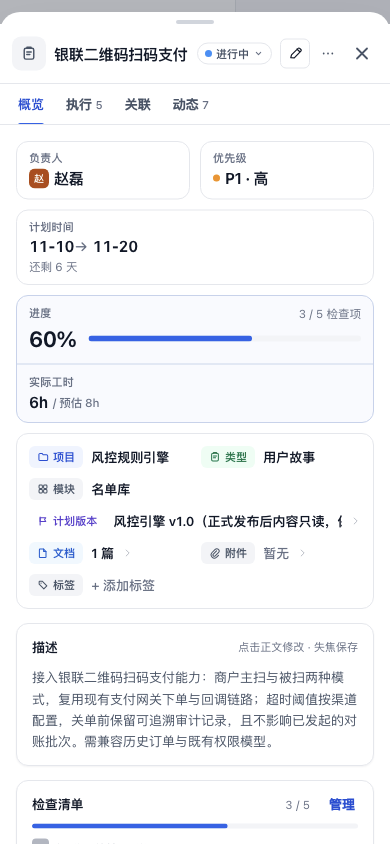 银联二维码扫码支付 进行中
概览 执行 5 关联 动态 7
负责人
赵 赵磊
优先级
P1 · 高
计划时间
11-10→ 11-20
还剩 6 天
进度 3 / 5 检查项
60%
实际工时
6h / 预估 8h
项目 风控规则引擎 类型 用户故事
模块 名单库
计划版本 风控引擎 v1.0（正式发布后内容只读，
文档 1 篇 附件 暂无
标签 + 添加标签
描述 点击正文修改 · 失焦保存
接入银联二维码扫码支付能力：商户主扫与被扫两种模
式，复用现有支付网关下单与回调链路；超时阈值按渠道
配置，关单前保留可追溯审计记录，且不影响已发起的对
账批次。需兼容历史订单与既有权限模型。
检查清单 3 / 5 管理